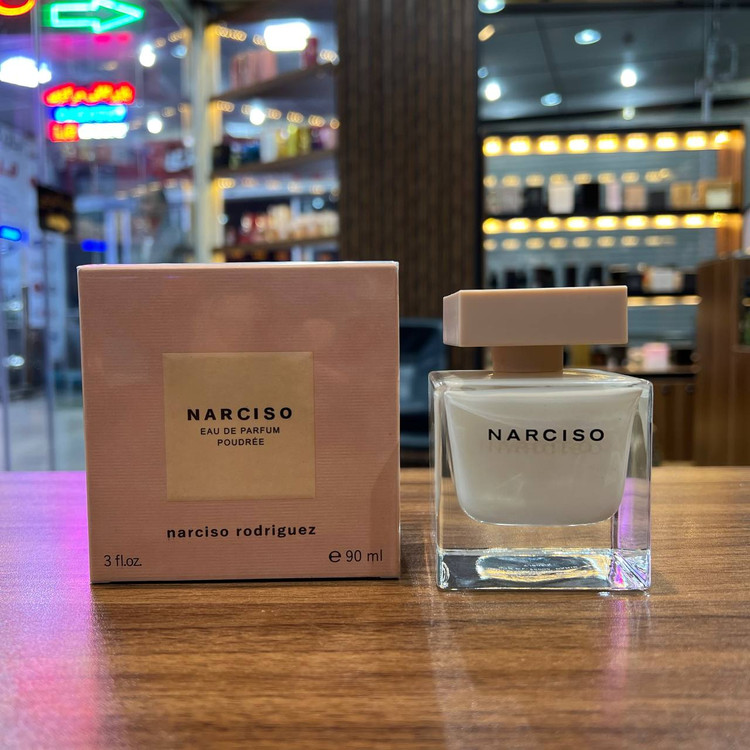 NARCISO
EAU DE PARFUM
POUDRÉE
narciso rodriguez
3 fl.oz.
℮ 90 ml
NARCISO